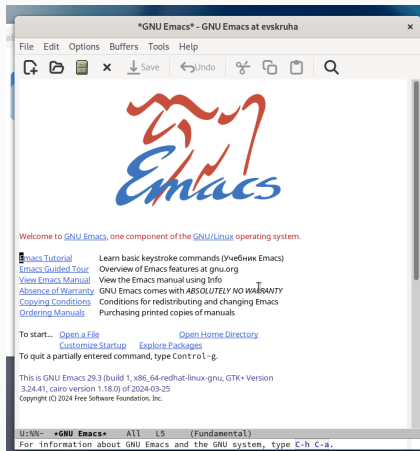 *GNU Emacs* - GNU Emacs at evskruha
File Edit Options Buffers Tools Help
Save Undo
Emacs
Welcome to GNU Emacs, one component of the GNU/Linux operating system.
Emacs Tutorial Learn basic keystroke commands (Учебник Emacs)
Emacs Guided Tour Overview of Emacs features at gnu.org
View Emacs Manual View the Emacs manual using Info
Absence of Warranty GNU Emacs comes with ABSOLUTELY NO WARRANTY
Copying Conditions Conditions for redistributing and changing Emacs
Ordering Manuals Purchasing printed copies of manuals
To start... Open a File Open Home Directory
Customize Startup Explore Packages
To quit a partially entered command, type Control-g.
This is GNU Emacs 29.3 (build 1, x86_64-redhat-linux-gnu, GTK+ Version
3.24.41, cairo version 1.18.0) of 2024-03-25
Copyright (C) 2024 Free Software Foundation, Inc.
U:%%- *GNU Emacs* All L5 (Fundamental)
For information about GNU Emacs and the GNU system, type C-h C-a.